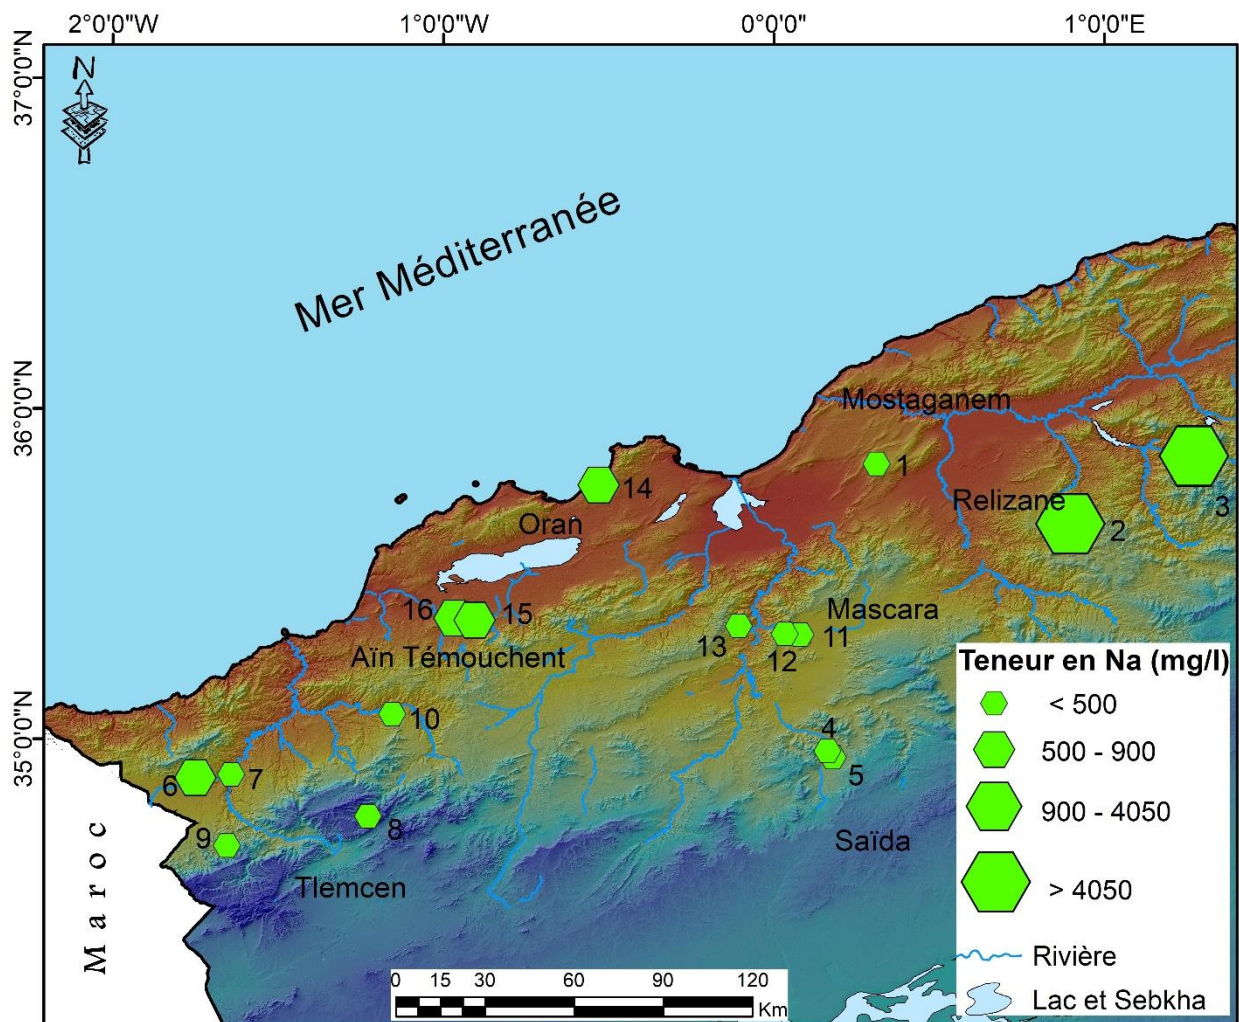 2°0'0"W 1°0'0"W 0°0'0" 1°0'0"E
37°0'0"N
N
Mer Méditerranée
36°0'0"N
Mostaganem
1
14
Relizane
3
2
Oran
16
15
Mascara
13
12
11
Aïn Témouchent
10
35°0'0"N
4
5
6
7
8
9
Saïda
Tlemcen
Maroc
Teneur en Na (mg/l)
< 500
500 - 900
900 - 4050
> 4050
Rivière
Lac et Sebkha
0 15 30 60 90 120
Km